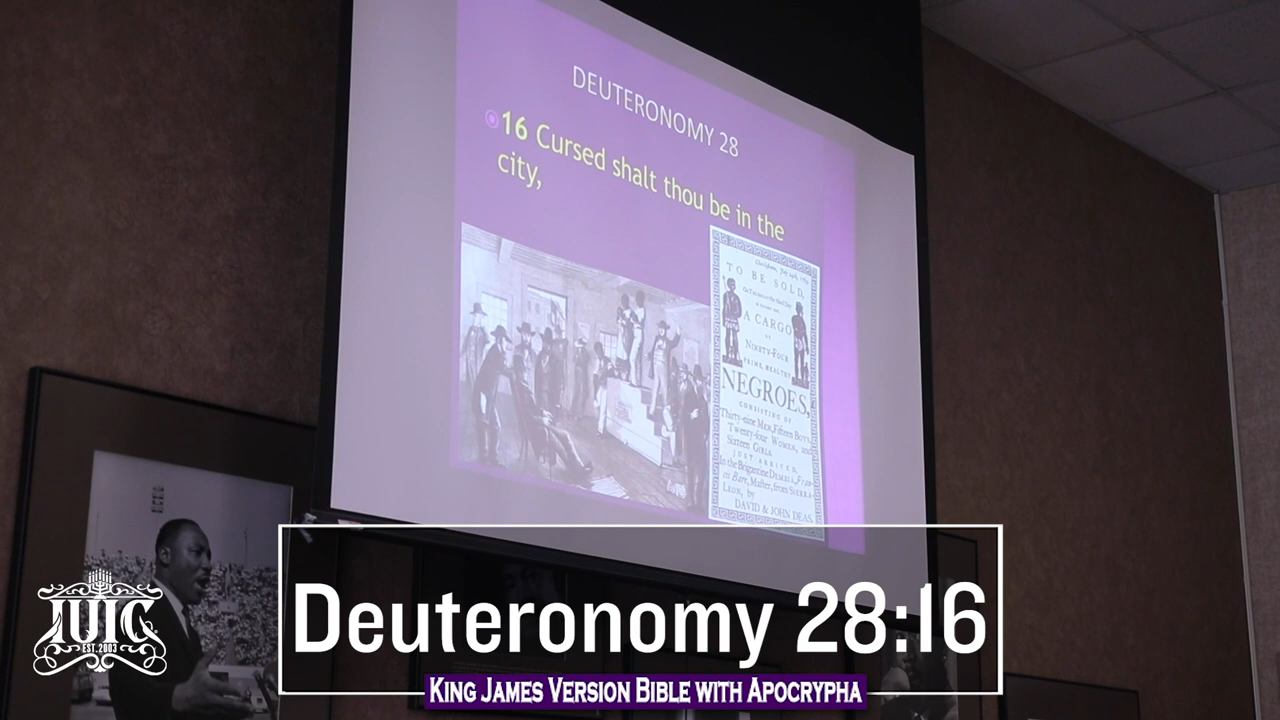 DEUTERONOMY 28
16 Cursed shalt thou be in the
city,
TO BE SOLD,
A CARGO
OF
NINETY-FOUR
PRIME, HEALTHY
NEGROES,
CONSISTING OF
Thirty-nine Men, Fifteen Boys,
Twenty-four Women, and
Sixteen Girls.
JUST ARRIVED,
DAVID & JOHN DEAS.
IUIC
EST. 2003
Deuteronomy 28:16
KING JAMES VERSION BIBLE WITH APOCRYPHA